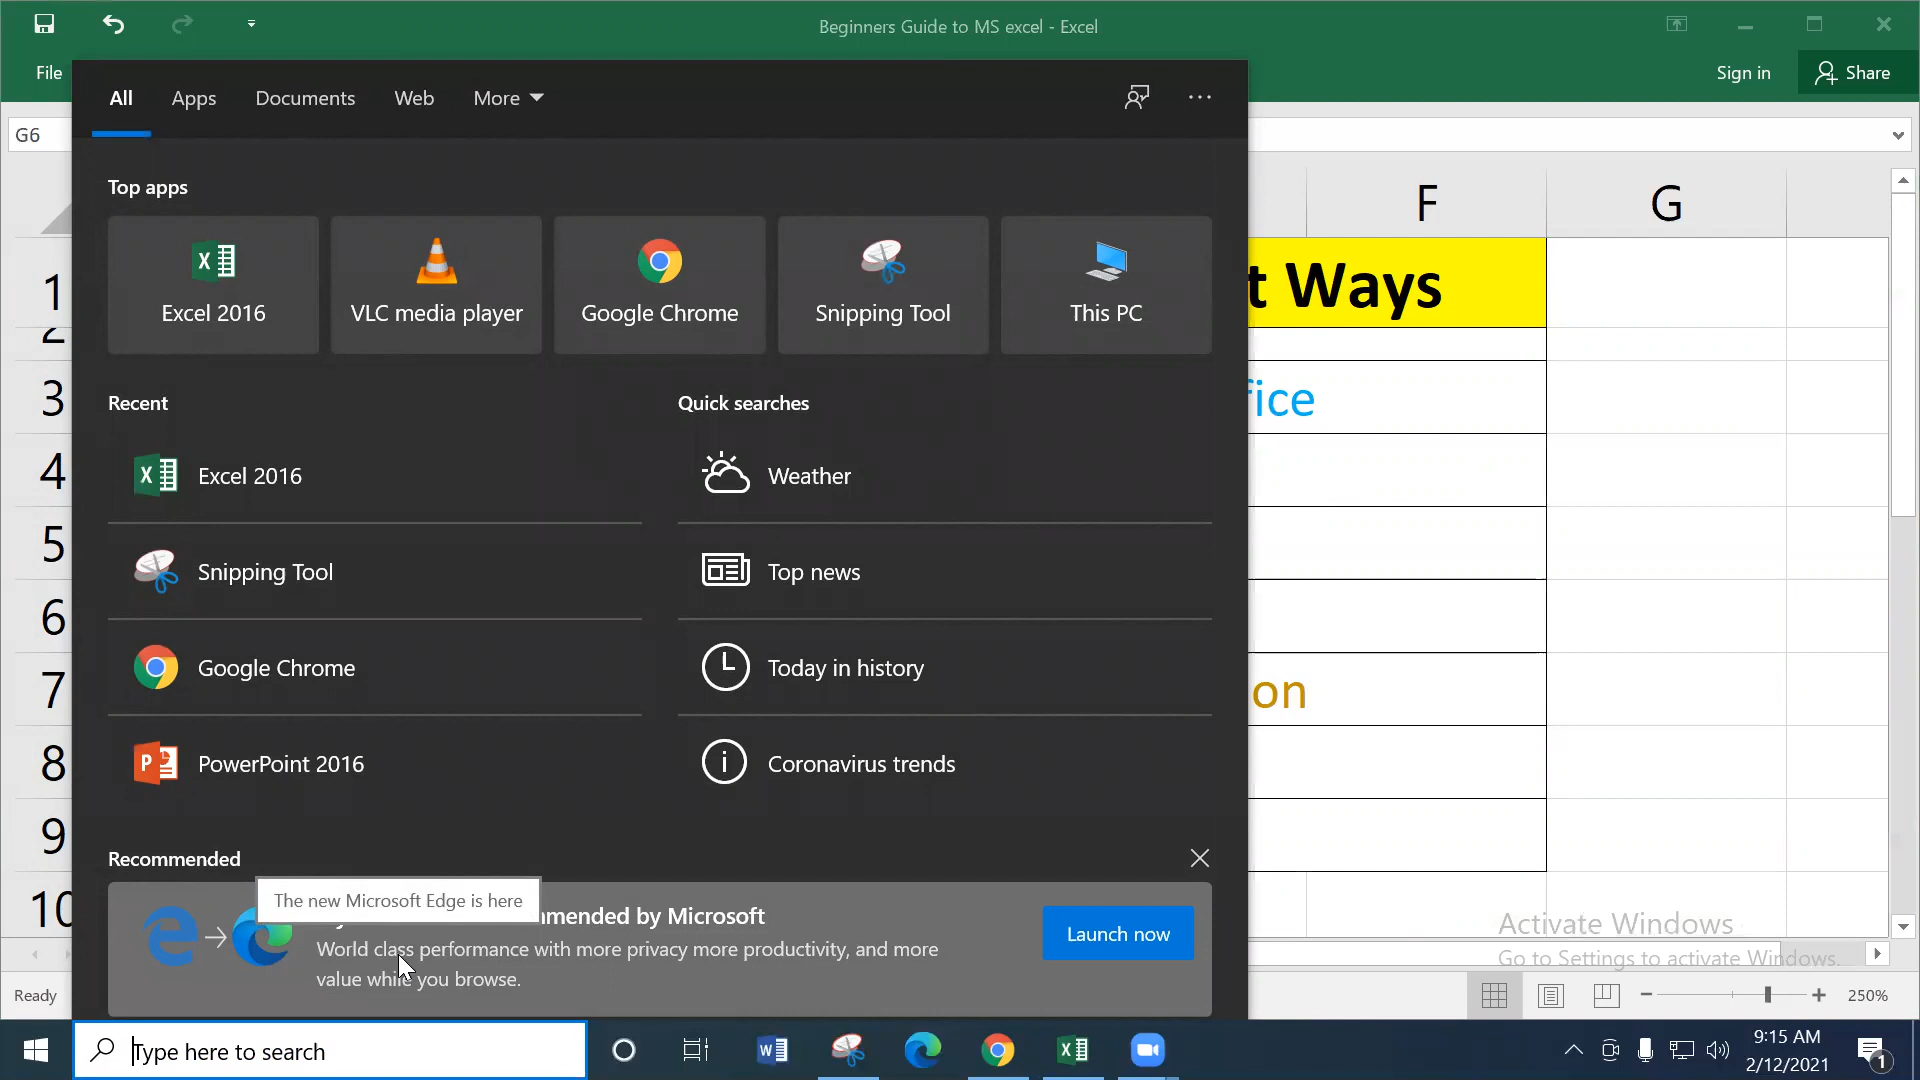 Beginners Guide to MS excel - Excel
File
Sign in
Share
All
Apps
Documents
Web
More
G6
Top apps
F
G
Excel 2016
VLC media player
Google Chrome
Snipping Tool
This PC
1
t Ways
2
Recent
Quick searches
3
fice
Excel 2016
Weather
4
Snipping Tool
Top news
5
6
Google Chrome
Today in history
7
on
PowerPoint 2016
Coronavirus trends
8
9
Recommended
10
The new Microsoft Edge is here
mmended by Microsoft
World class performance with more privacy more productivity, and more
value while you browse.
Launch now
Activate Windows
Go to Settings to activate Windows.
Ready
250%
Type here to search
9:15 AM
2/12/2021
1